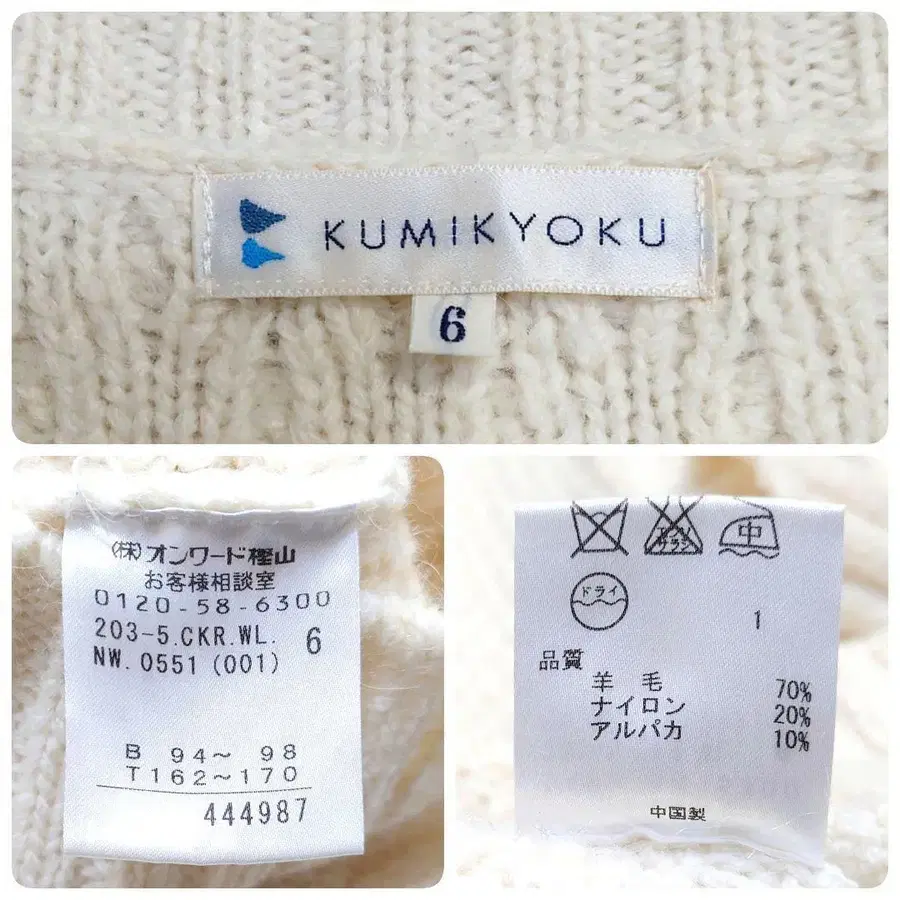 KUMIKYOKU
6
(株)オンワード樫山
お客様相談室
0120-58-6300
203-5.CKR.WL. 6
NW. 0551 (001)
B 94~ 98
T162~170
444987
中
ドライ
1
品質
羊毛 70%
ナイロン 20%
アルパカ 10%
中国製